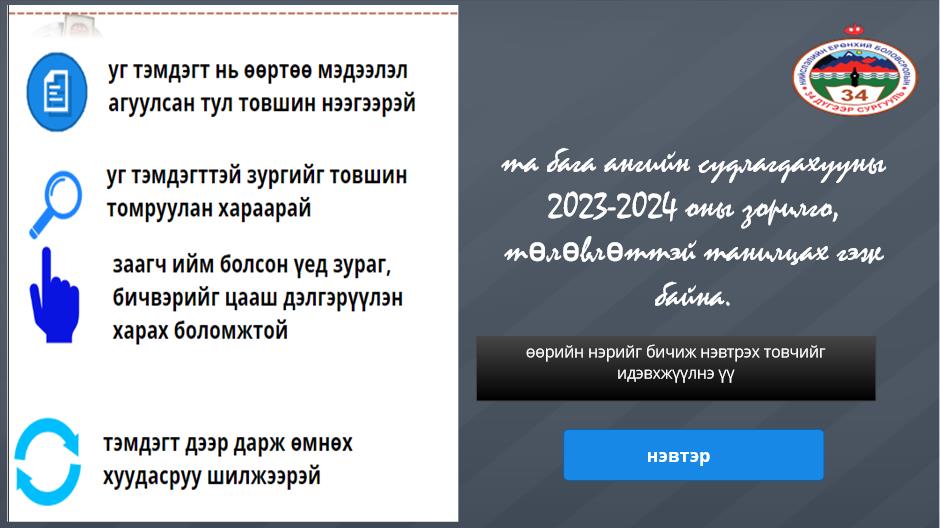 уг тэмдэгт нь өөртөө мэдээлэл
агуулсан тул товшин нээгээрэй
уг тэмдэгттэй зургийг товшин
томруулан хараарай
заагч ийм болсон үед зураг,
бичвэрийг цааш дэлгэрүүлэн
харах боломжтой
тэмдэгт дээр дарж өмнөх
хуудасруу шилжээрэй
НИЙСЛЭЛИЙН ЕРӨНХИЙ БОЛОВСРОЛЫН
34
34 ДҮГЭЭР СУРГУУЛЬ
та бага ангийн судлагдахууны
2023-2024 оны зорилго,
төлөвлөттэй танилцах гэж
байна.
өөрийн нэрийг бичиж нэвтрэх товчийг
идэвхжүүлнэ үү
нэвтэр